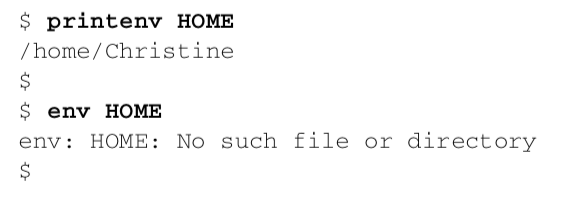 $ printenv HOME
/home/Christine
$
$ env HOME
env: HOME: No such file or directory
$